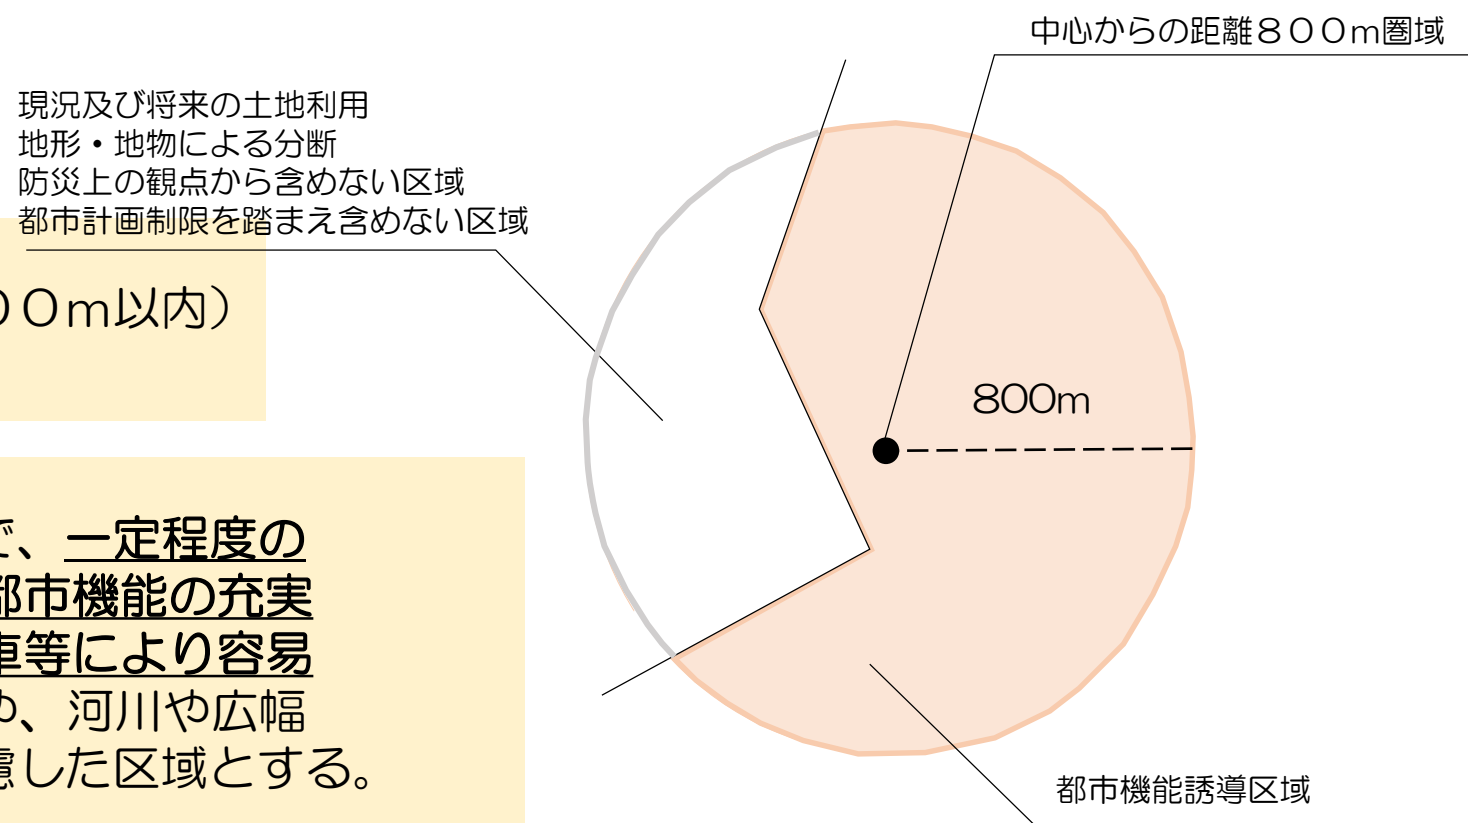 中心からの距離８００ｍ圏域
現況及び将来の土地利用
地形・地物による分断
防災上の観点から含めない区域
都市計画制限を踏まえ含めない区域
０ｍ以内）
800m
、一定程度の
都市機能の充実
車等により容易
、河川や広幅
慮した区域とする。
都市機能誘導区域